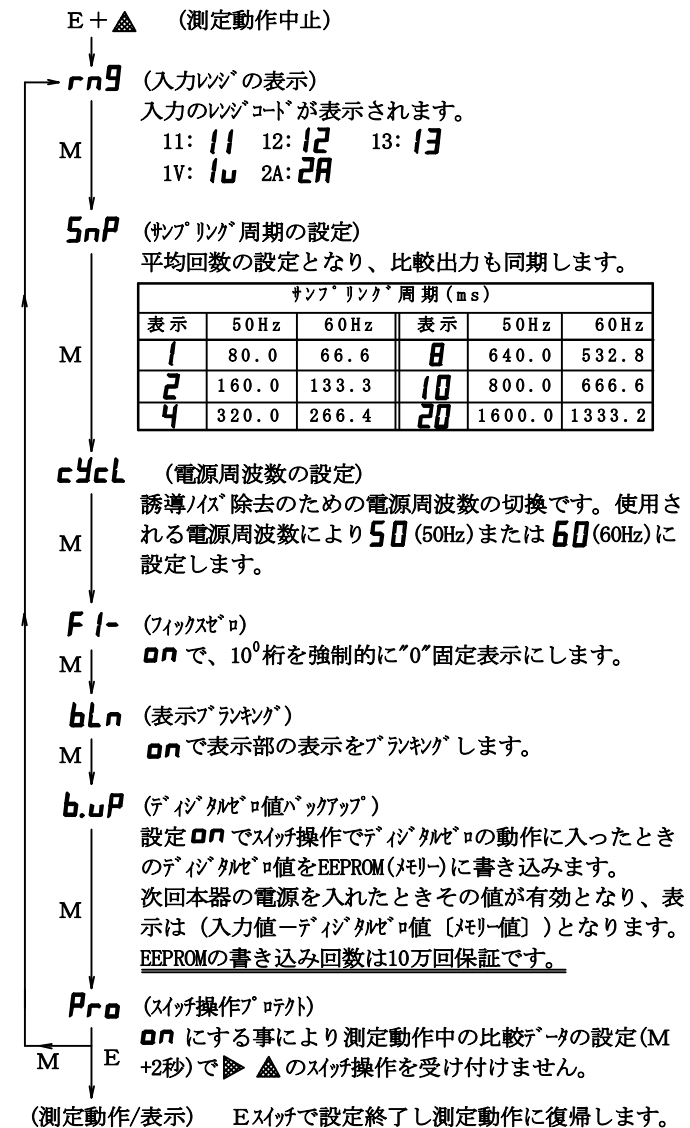 E+▲ (測定動作中止)
rng (入力ﾚﾝｼﾞの表示)
入力のﾚﾝｼﾞｺｰﾄﾞが表示されます。
11: 11 12: 12 13: 13
M
1V: 1u 2A: 2A
SnP (ｻﾝﾌﾟﾘﾝｸﾞ周期の設定)
平均回数の設定となり、比較出力も同期します。
ｻﾝﾌﾟﾘﾝｸﾞ周期(ms)
表示 50Hz 60Hz 表示 50Hz 60Hz
M
1 80.0 66.6 8 640.0 532.8
2 160.0 133.3 10 800.0 666.6
4 320.0 266.4 20 1600.0 1333.2
cYcL (電源周波数の設定)
誘導ﾉｲｽﾞ除去のための電源周波数の切換です。使用さ
れる電源周波数により50(50Hz)または60(60Hz)に
M
設定します。
FI- (ﾌｨｯｸｽｾﾞﾛ)
on で、10⁰桁を強制的に"0"固定表示にします。
M
bLn (表示ﾌﾞﾗﾝｷﾝｸﾞ)
onで表示部の表示をﾌﾞﾗﾝｷﾝｸﾞします。
M
b.uP (ﾃﾞｨｼﾞﾀﾙｾﾞﾛ値ﾊﾞｯｸｱｯﾌﾟ)
設定onでｽｲｯﾁ操作でﾃﾞｨｼﾞﾀﾙｾﾞﾛの動作に入ったとき
のﾃﾞｨｼﾞﾀﾙｾﾞﾛ値をEEPROM(ﾒﾓﾘｰ)に書き込みます。
次回本器の電源を入れたときその値が有効となり、表
M
示は (入力値－ﾃﾞｨｼﾞﾀﾙｾﾞﾛ値〔ﾒﾓﾘｰ値〕)となります。
EEPROMの書き込み回数は10万回保証です。
Pro (ｽｲｯﾁ操作ﾌﾟﾛﾃｸﾄ)
on にする事により測定動作中の比較ﾃﾞｰﾀの設定(M
M E
+2秒)で▶ ▲のｽｲｯﾁ操作を受け付けません。
(測定動作/表示) Eｽｲｯﾁで設定終了し測定動作に復帰します。